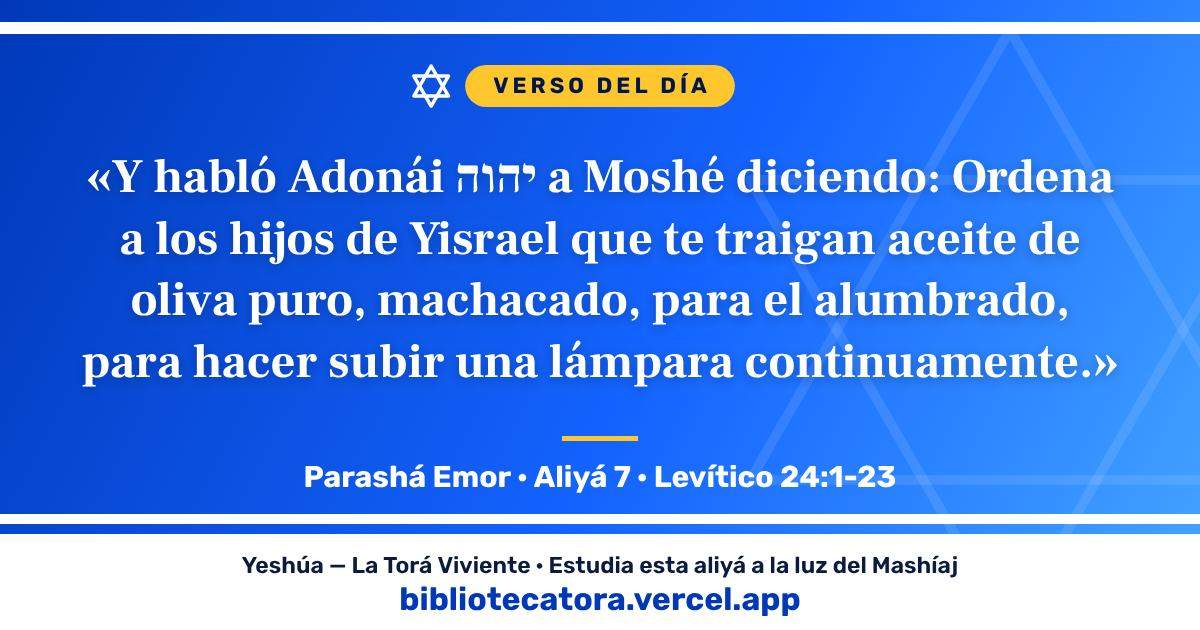 VERSO DEL DÍA
«Y habló Adonái יהוה a Moshé diciendo: Ordena
a los hijos de Yisrael que te traigan aceite de
oliva puro, machacado, para el alumbrado,
para hacer subir una lámpara continuamente.»
Parashá Emor • Aliyá 7 • Levítico 24:1-23
Yeshúa — La Torá Viviente • Estudia esta aliyá a la luz del Mashíaj
bibliotecatora.vercel.app